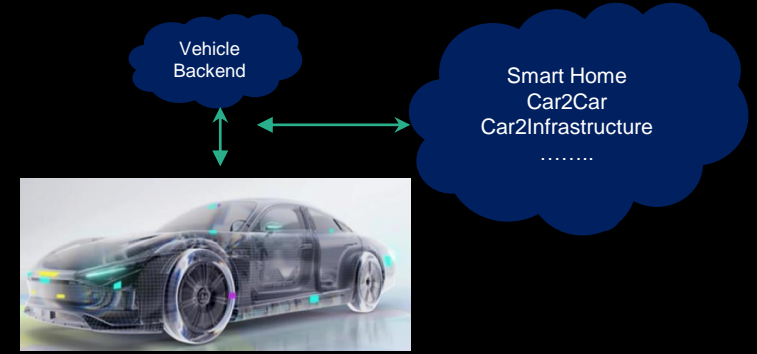 Vehicle
Backend
Smart Home
Car2Car
Car2Infrastructure
……..